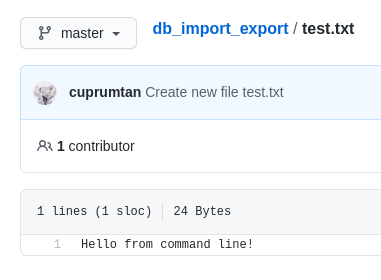 master db_import_export / test.txt
cuprumtan Create new file test.txt
1 contributor
1 lines (1 sloc) 24 Bytes
1 Hello from command line!